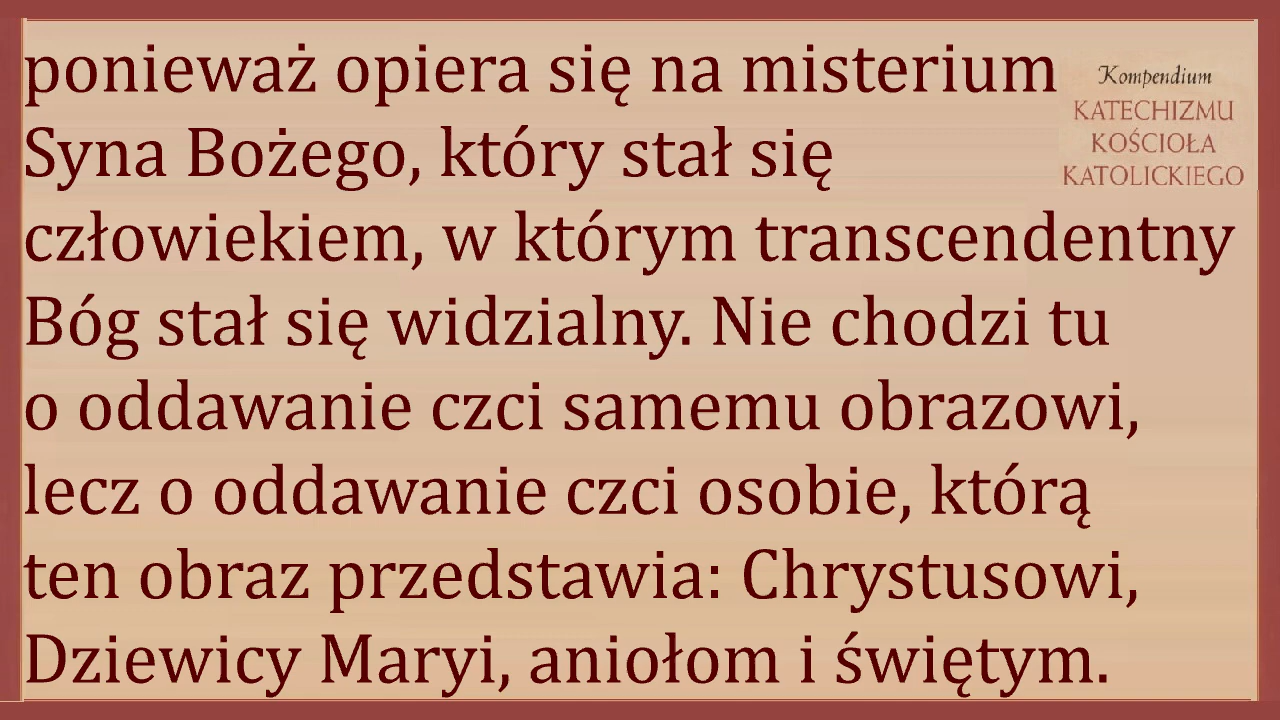 ponieważ opiera się na misterium
Syna Bożego, który stał się
człowiekiem, w którym transcendentny
Bóg stał się widzialny. Nie chodzi tu
o oddawanie czci samemu obrazowi,
lecz o oddawanie czci osobie, którą
ten obraz przedstawia: Chrystusowi,
Dziewicy Maryi, aniołom i świętym.
Kompendium
KATECHIZMU
KOŚCIOŁA
KATOLICKIEGO